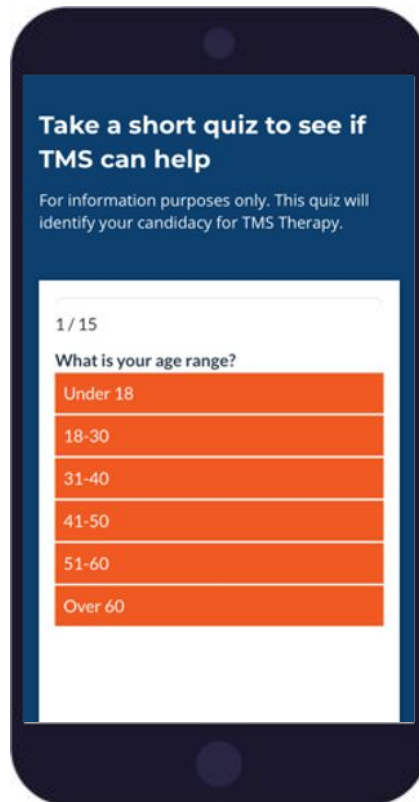 Take a short quiz to see if
TMS can help
For information purposes only. This quiz will
identify your candidacy for TMS Therapy.
1 / 15
What is your age range?
Under 18
18-30
31-40
41-50
51-60
Over 60